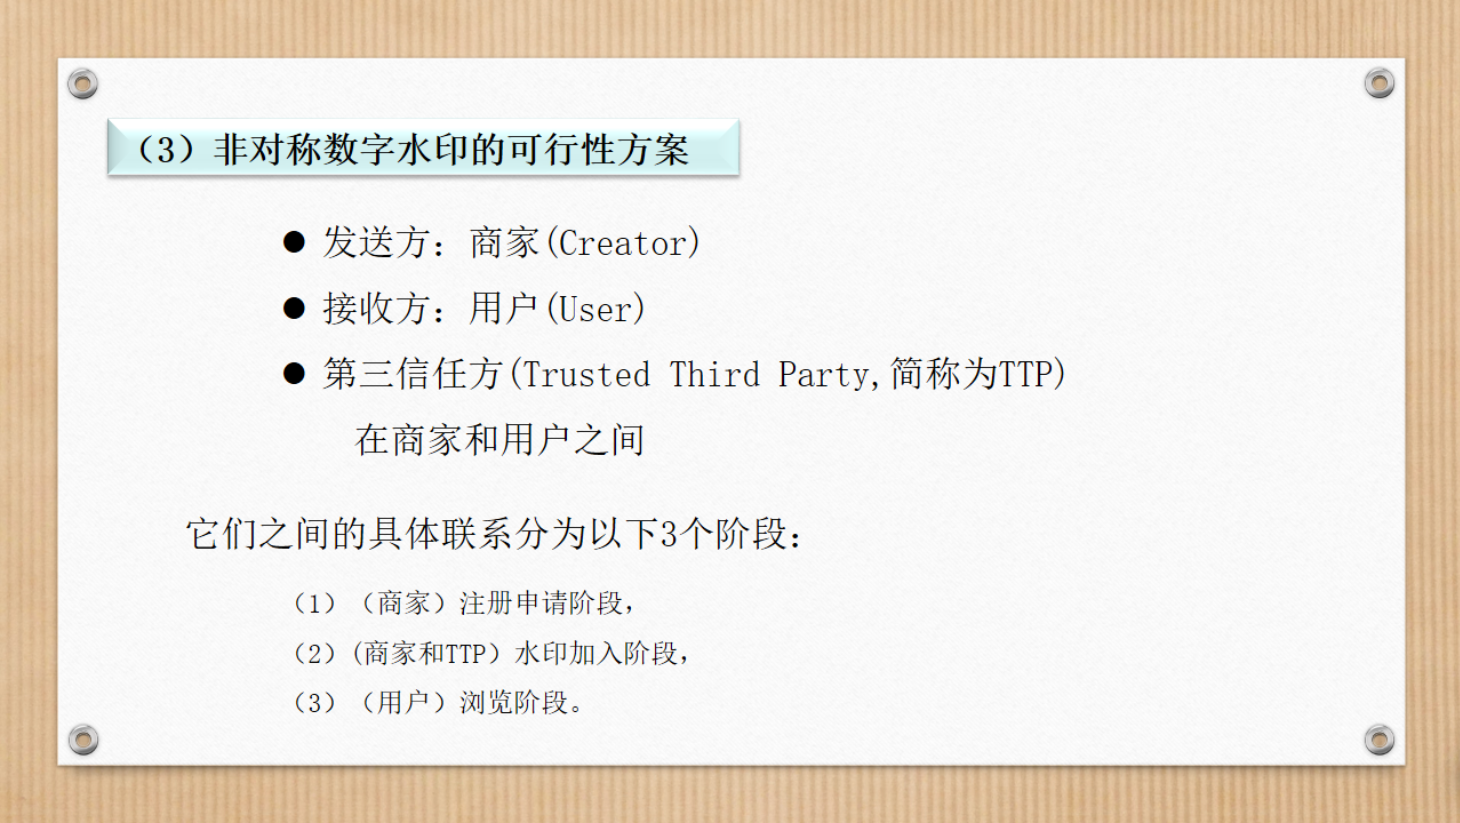 （3）非对称数字水印的可行性方案
● 发送方：商家(Creator)
● 接收方：用户(User)
● 第三信任方(Trusted Third Party,简称为TTP)
在商家和用户之间
它们之间的具体联系分为以下3个阶段：
（1）（商家）注册申请阶段，
（2）(商家和TTP）水印加入阶段，
（3）（用户）浏览阶段。